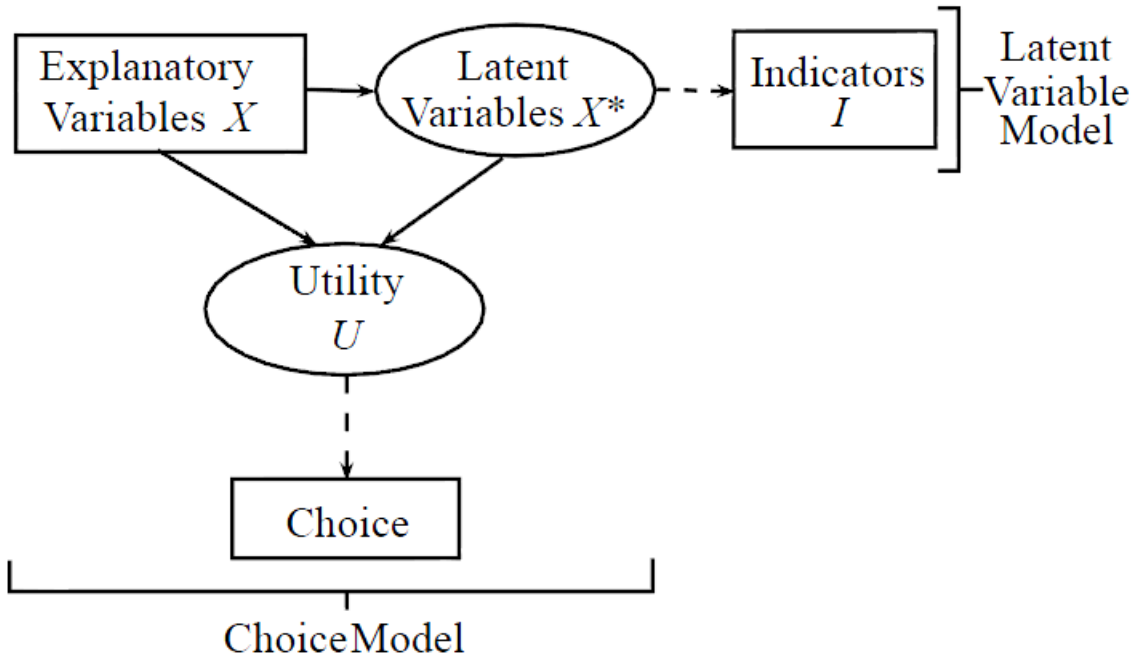 Explanatory
Variables X
Latent
Variables X*
Indicators
I
Latent
Variable
Model
Utility
U
Choice
ChoiceModel